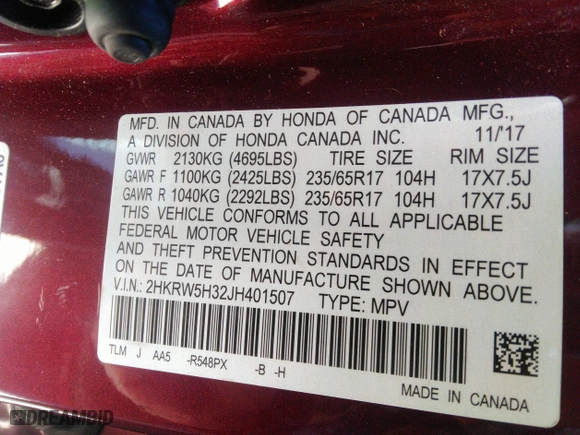 MFD. IN CANADA BY HONDA OF CANADA MFG.,
A DIVISION OF HONDA CANADA INC. 11/'17
GVWR 2130KG (4695LBS) TIRE SIZE RIM SIZE
GAWR F 1100KG (2425LBS) 235/65R17 104H 17X7.5J
GAWR R 1040KG (2292LBS) 235/65R17 104H 17X7.5J
THIS VEHICLE CONFORMS TO ALL APPLICABLE
FEDERAL MOTOR VEHICLE SAFETY
AND THEFT PREVENTION STANDARDS IN EFFECT
ON THE DATE OF MANUFACTURE SHOWN ABOVE.
V.I.N.: 2HKRW5H32JH401507 TYPE: MPV
TLM J AA5 -R548PX -B -H
MADE IN CANADA
DREAMBID